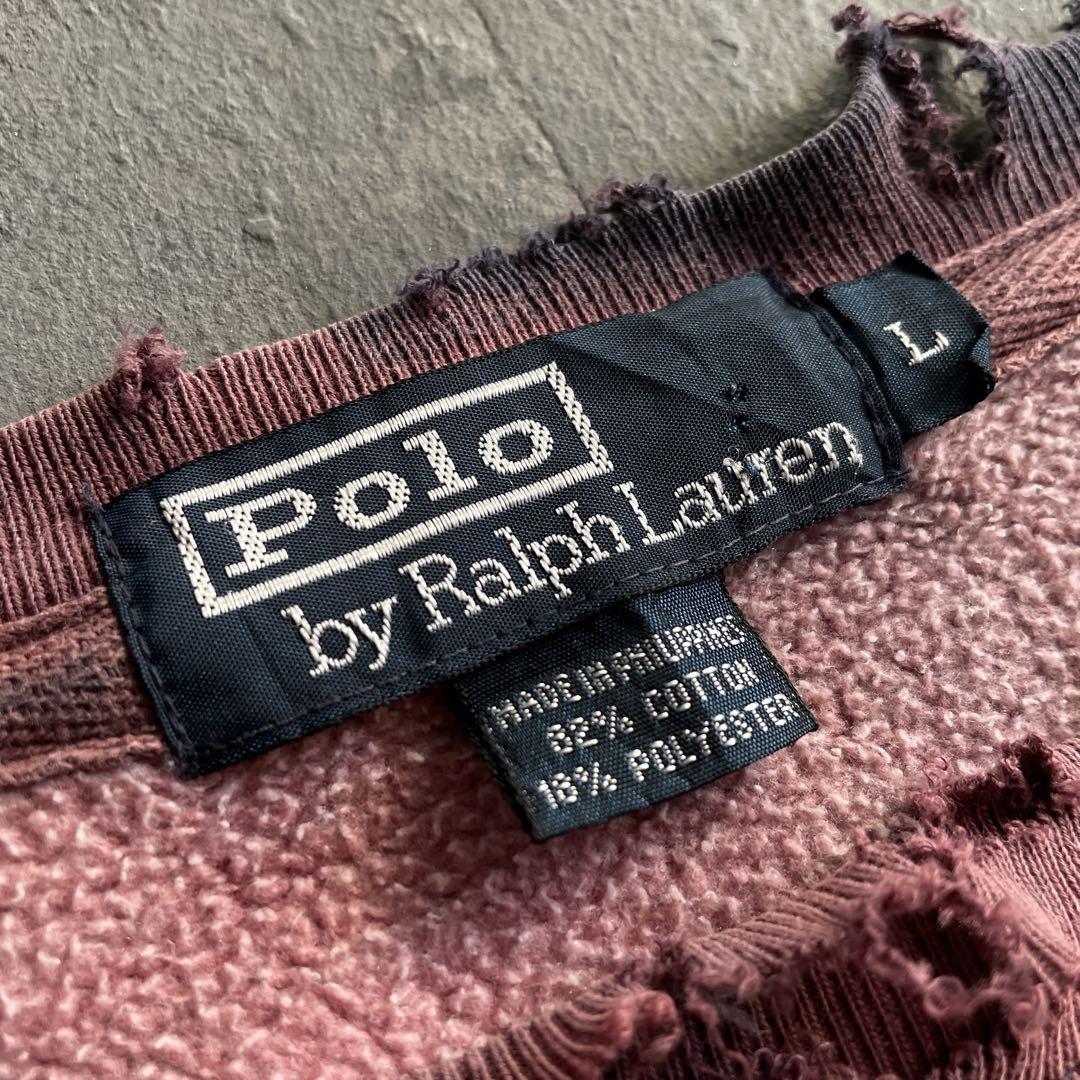 Polo
by Ralph Lauren
L
MADE IN PHILIPPINES
82% COTTON
18% POLYESTER